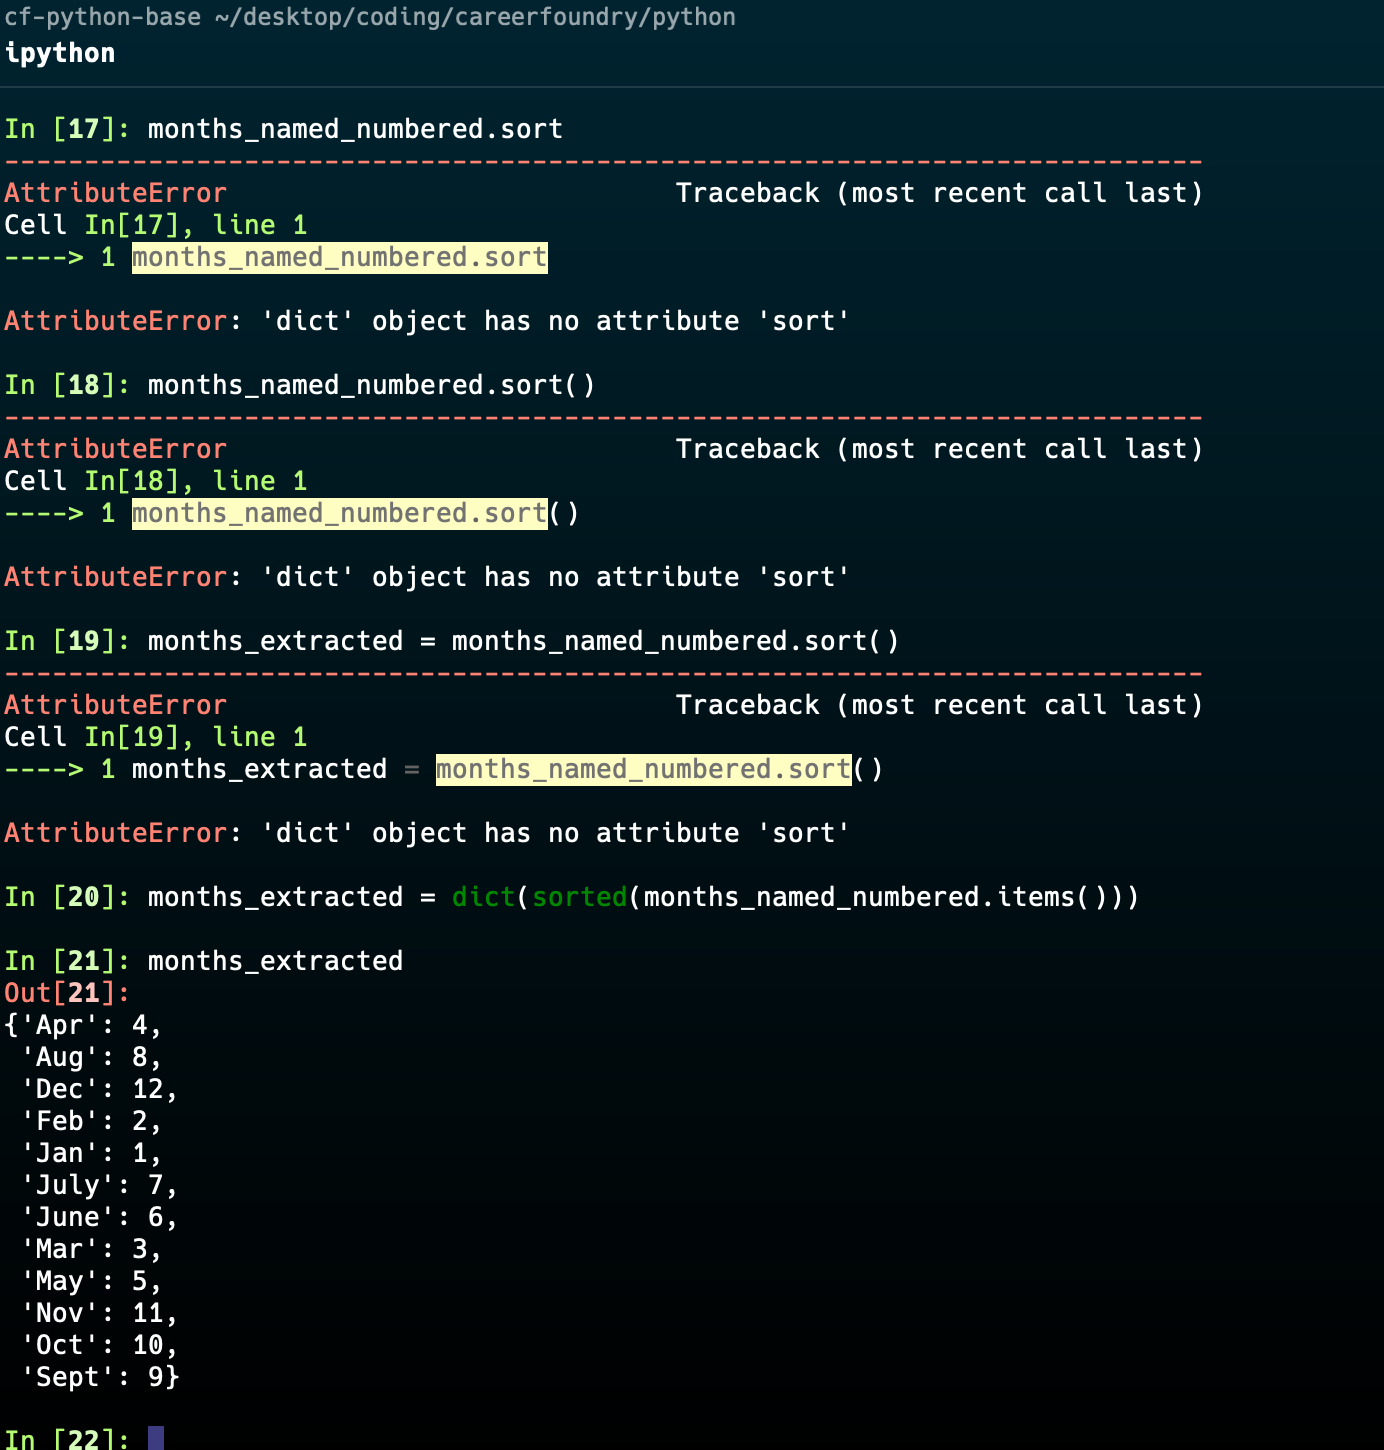 cf-python-base ~/desktop/coding/careerfoundry/python
ipython
In [17]: months_named_numbered.sort
---------------------------------------------------------------------------
AttributeError                            Traceback (most recent call last)
Cell In[17], line 1
----> 1 months_named_numbered.sort
AttributeError: 'dict' object has no attribute 'sort'
In [18]: months_named_numbered.sort()
---------------------------------------------------------------------------
AttributeError                            Traceback (most recent call last)
Cell In[18], line 1
----> 1 months_named_numbered.sort()
AttributeError: 'dict' object has no attribute 'sort'
In [19]: months_extracted = months_named_numbered.sort()
---------------------------------------------------------------------------
AttributeError                            Traceback (most recent call last)
Cell In[19], line 1
----> 1 months_extracted = months_named_numbered.sort()
AttributeError: 'dict' object has no attribute 'sort'
In [20]: months_extracted = dict(sorted(months_named_numbered.items()))
In [21]: months_extracted
Out[21]:
{'Apr': 4,
 'Aug': 8,
 'Dec': 12,
 'Feb': 2,
 'Jan': 1,
 'July': 7,
 'June': 6,
 'Mar': 3,
 'May': 5,
 'Nov': 11,
 'Oct': 10,
 'Sept': 9}
In [22]: